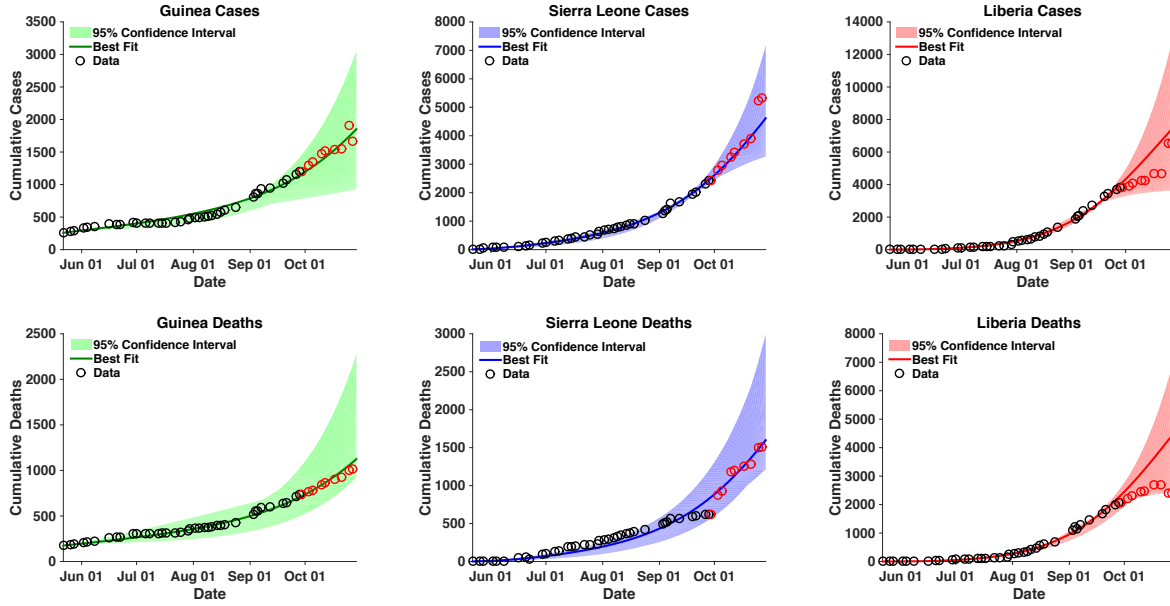 Guinea Cases
3500
3000
2500
2000
1500
1000
500
0
Cumulative Cases
95% Confidence Interval
Best Fit
Data
Jun 01 Jul 01 Aug 01 Sep 01 Oct 01
Date
Sierra Leone Cases
8000
7000
6000
5000
4000
3000
2000
1000
0
Cumulative Cases
95% Confidence Interval
Best Fit
Data
Jun 01 Jul 01 Aug 01 Sep 01 Oct 01
Date
Liberia Cases
14000
12000
10000
8000
6000
4000
2000
0
Cumulative Cases
95% Confidence Interval
Best Fit
Data
Jun 01 Jul 01 Aug 01 Sep 01 Oct 01
Date
Guinea Deaths
2500
2000
1500
1000
500
0
Cumulative Deaths
95% Confidence Interval
Best Fit
Data
Jun 01 Jul 01 Aug 01 Sep 01 Oct 01
Date
Sierra Leone Deaths
3000
2500
2000
1500
1000
500
0
Cumulative Deaths
95% Confidence Interval
Best Fit
Data
Jun 01 Jul 01 Aug 01 Sep 01 Oct 01
Date
Liberia Deaths
8000
7000
6000
5000
4000
3000
2000
1000
0
Cumulative Deaths
95% Confidence Interval
Best Fit
Data
Jun 01 Jul 01 Aug 01 Sep 01 Oct 01
Date